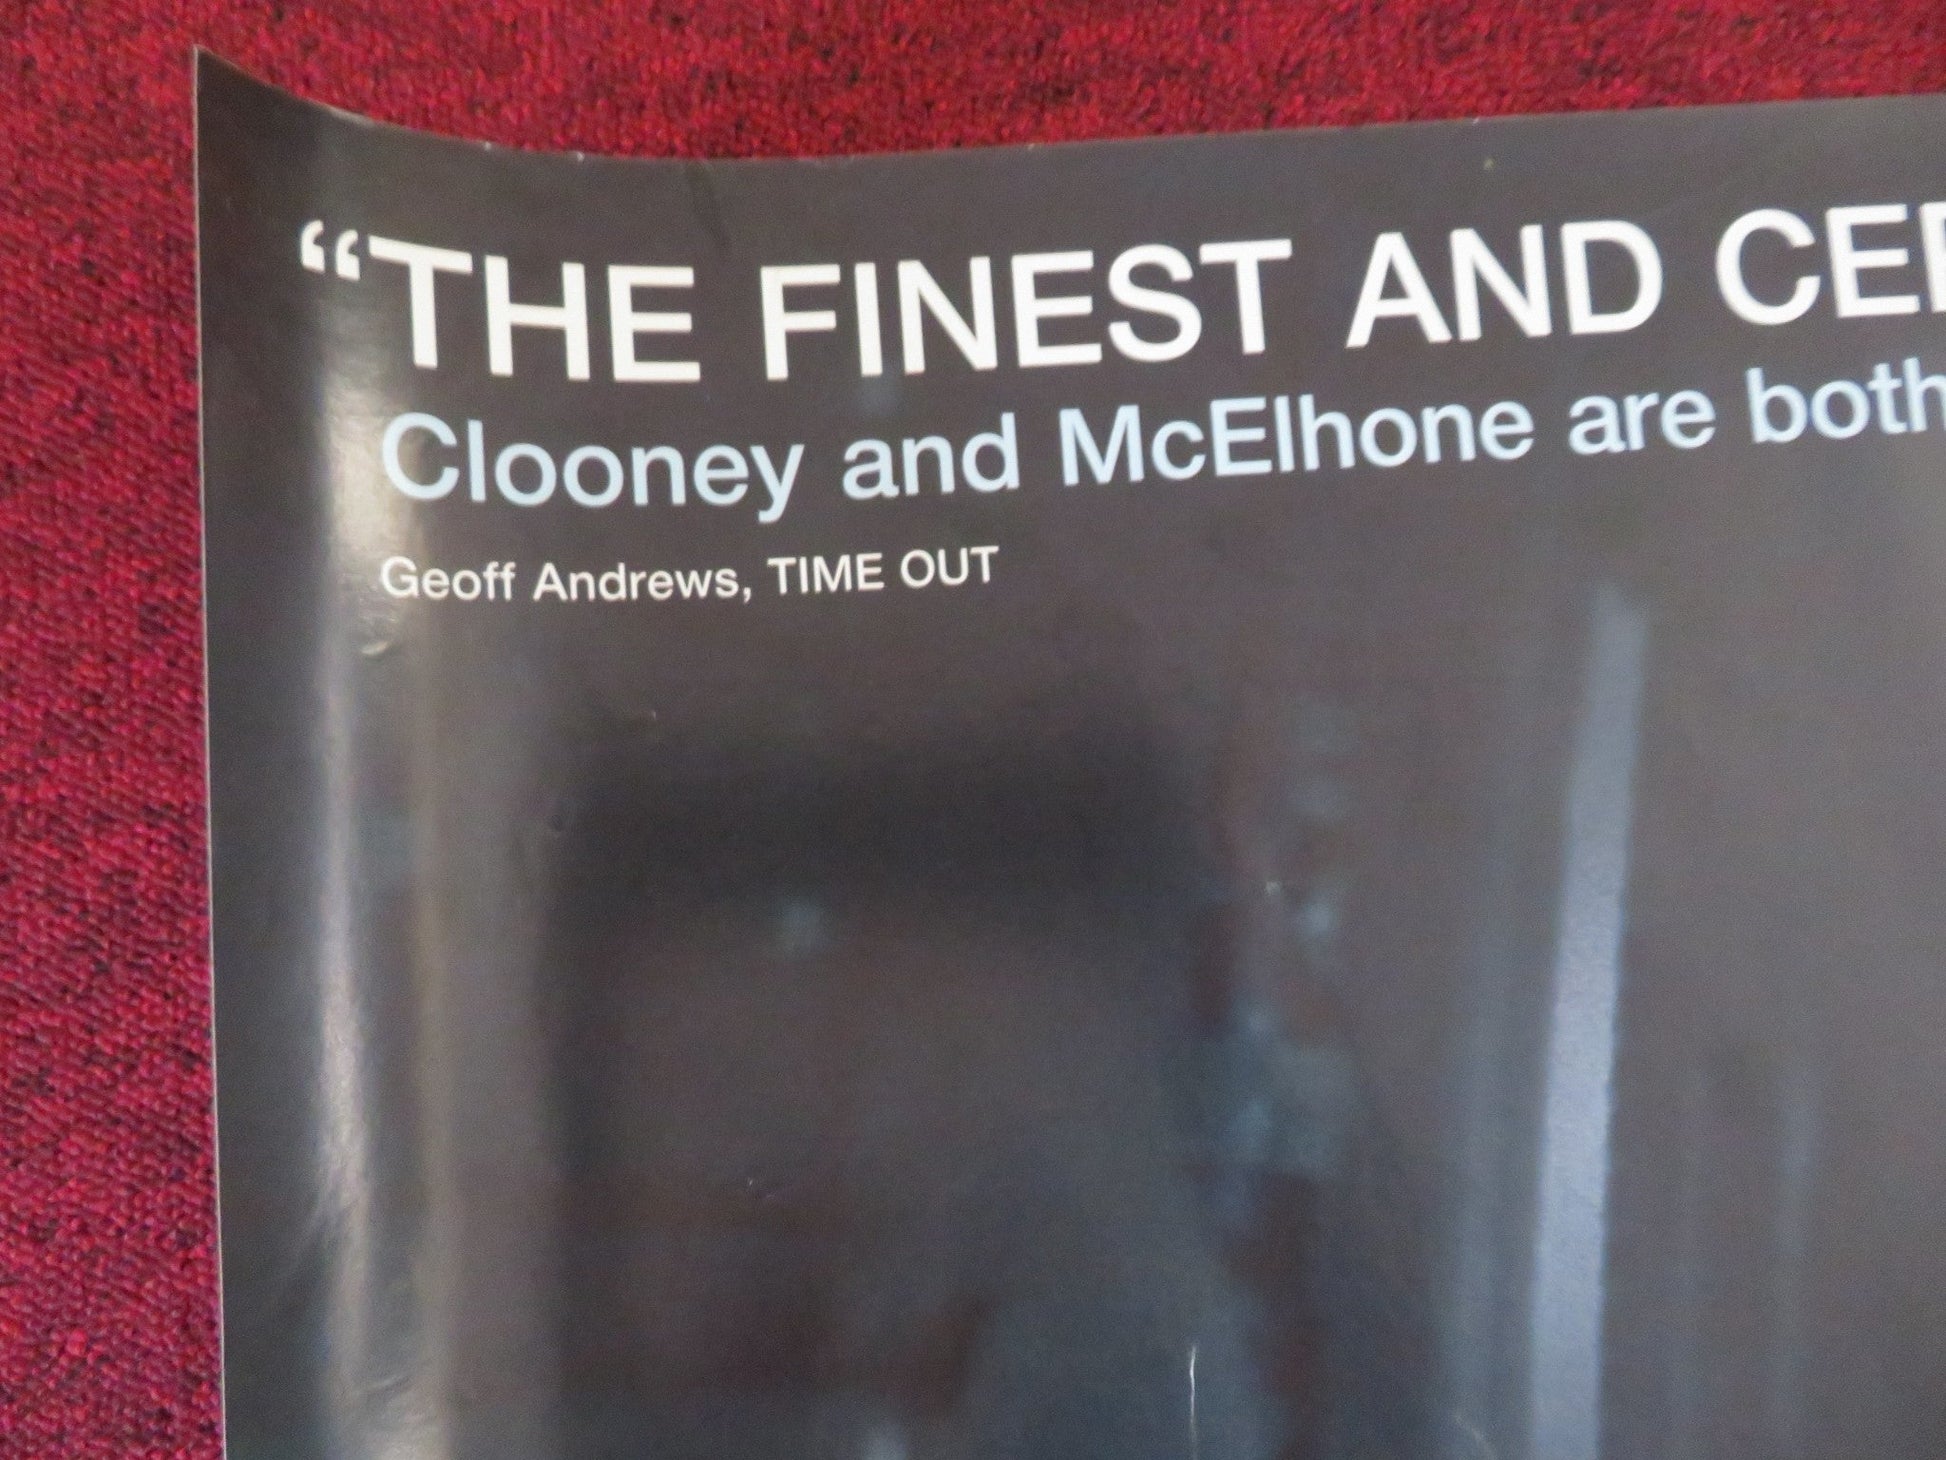 “THE FINEST AND CE
Clooney and McElhone are both
Geoff Andrews, TIME OUT